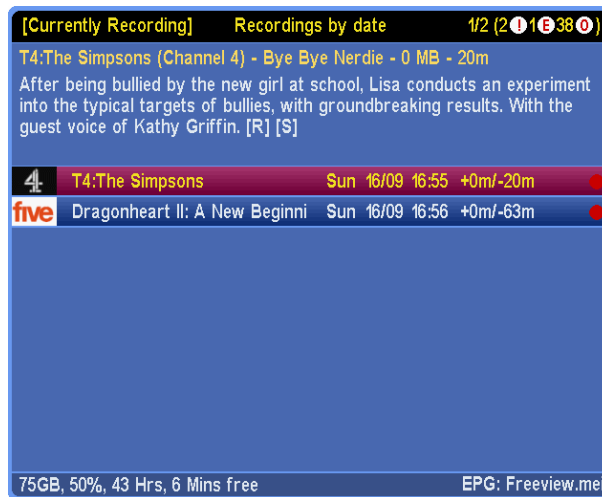 [Currently Recording] Recordings by date 1/2 (2!1E38O)
T4:The Simpsons (Channel 4) - Bye Bye Nerdie - 0 MB - 20m
After being bullied by the new girl at school, Lisa conducts an experiment
into the typical targets of bullies, with groundbreaking results. With the
guest voice of Kathy Griffin. [R] [S]
4 T4:The Simpsons Sun 16/09 16:55 +0m/-20m
five Dragonheart II: A New Beginni Sun 16/09 16:56 +0m/-63m
75GB, 50%, 43 Hrs, 6 Mins free EPG: Freeview.me